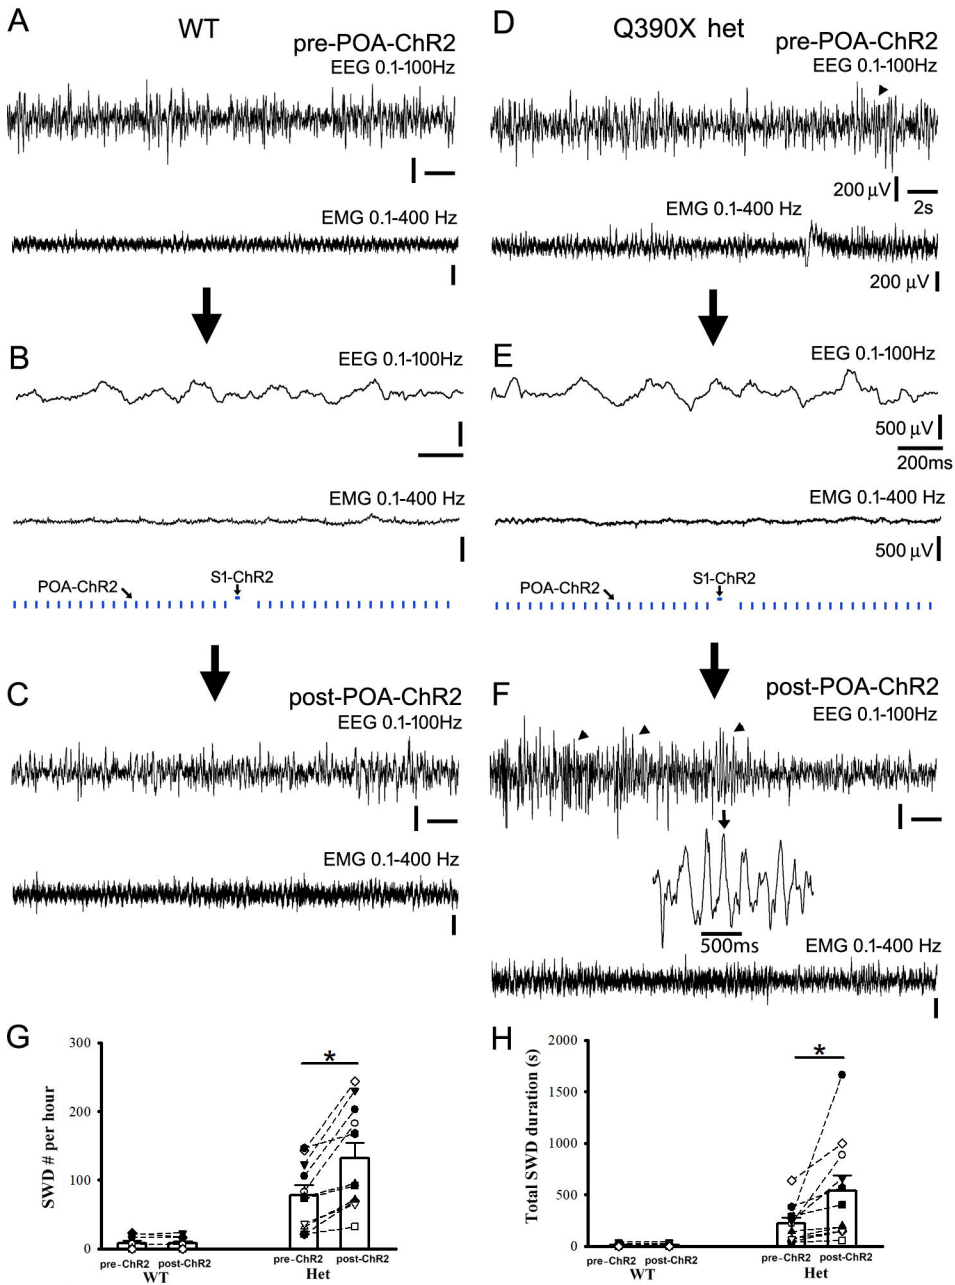 A
WT
pre-POA-ChR2
EEG 0.1-100Hz
EMG 0.1-400 Hz
D
Q390X het
pre-POA-ChR2
EEG 0.1-100Hz
200 µV
2s
EMG 0.1-400 Hz
200 µV
B
EEG 0.1-100Hz
EMG 0.1-400 Hz
POA-ChR2
S1-ChR2
E
EEG 0.1-100Hz
500 µV
200ms
EMG 0.1-400 Hz
500 µV
POA-ChR2
S1-ChR2
C
post-POA-ChR2
EEG 0.1-100Hz
EMG 0.1-400 Hz
F
post-POA-ChR2
EEG 0.1-100Hz
500ms
EMG 0.1-400 Hz
G
SWD # per hour
300
200
100
0
*
pre-ChR2 post-ChR2
WT
pre-ChR2 post-ChR2
Het
H
Total SWD duration (s)
2000
1500
1000
500
0
*
pre-ChR2 post-ChR2
WT
pre-ChR2 post-ChR2
Het